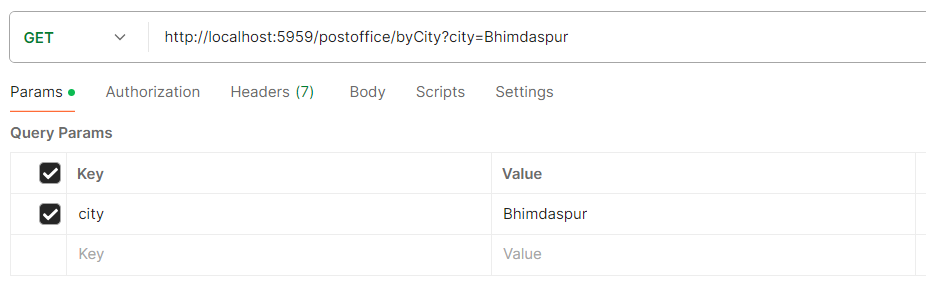 GET http://localhost:5959/postoffice/byCity?city=Bhimdaspur
Params Authorization Headers (7) Body Scripts Settings
Query Params
Key Value
city Bhimdaspur
Key Value